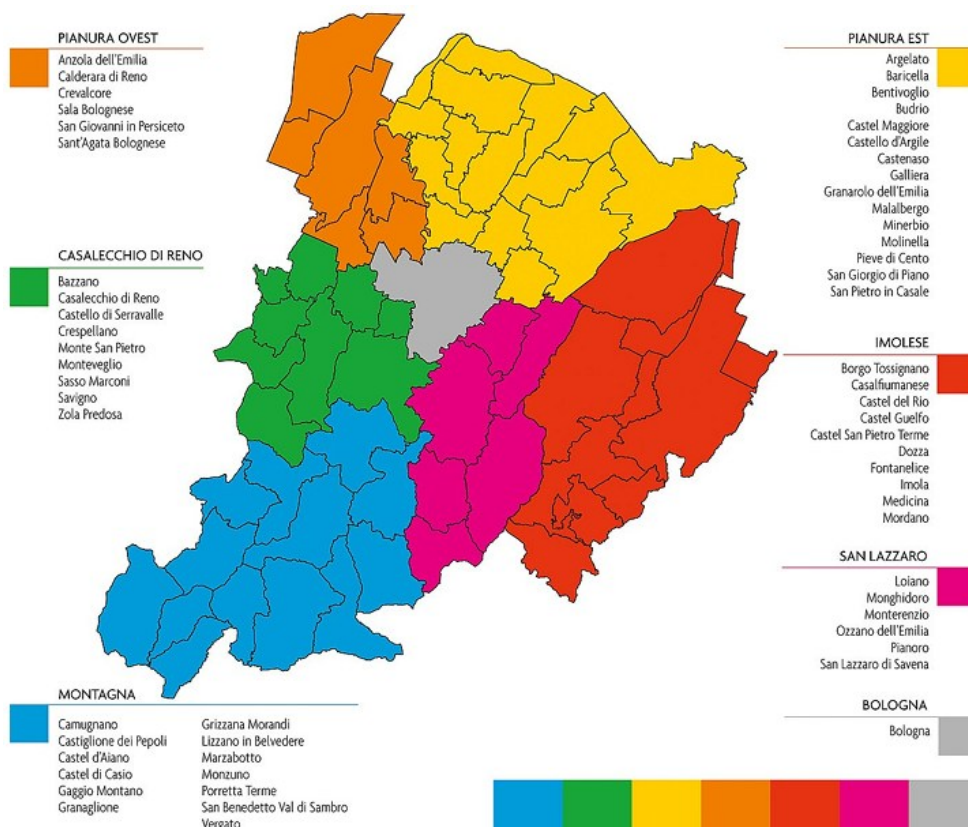 PIANURA OVEST
Anzola dell'Emilia
Calderara di Reno
Crevalcore
Sala Bolognese
San Giovanni in Persiceto
Sant'Agata Bolognese
CASALECCHIO DI RENO
Bazzano
Casalecchio di Reno
Castello di Serravalle
Crespellano
Monte San Pietro
Monteveglio
Sasso Marconi
Savigno
Zola Predosa
MONTAGNA
Camugnano
Castiglione dei Pepoli
Castel d'Aiano
Castel di Casio
Gaggio Montano
Granaglione
Grizzana Morandi
Lizzano in Belvedere
Marzabotto
Monzuno
Porretta Terme
San Benedetto Val di Sambro
Vergato
PIANURA EST
Argelato
Baricella
Bentivoglio
Budrio
Castel Maggiore
Castello d'Argile
Castenaso
Galliera
Granarolo dell'Emilia
Malalbergo
Minerbio
Molinella
Pieve di Cento
San Giorgio di Piano
San Pietro in Casale
IMOLESE
Borgo Tossignano
Casalfiumanese
Castel del Rio
Castel Guelfo
Castel San Pietro Terme
Dozza
Fontanelice
Imola
Medicina
Mordano
SAN LAZZARO
Loiano
Monghidoro
Monterenzio
Ozzano dell'Emilia
Pianoro
San Lazzaro di Savena
BOLOGNA
Bologna